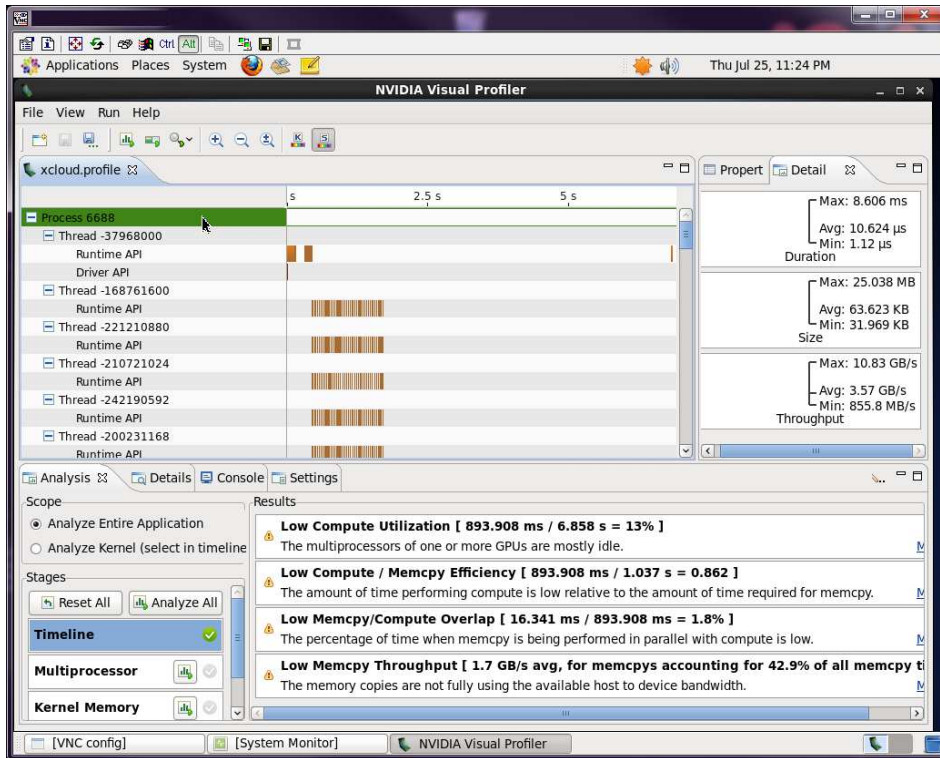 Ctrl Alt
Applications Places System Thu Jul 25, 11:24 PM
NVIDIA Visual Profiler
File View Run Help
xcloud.profile
s 2.5 s 5 s
Process 6688
Thread -37968000
Runtime API
Driver API
Thread -168761600
Runtime API
Thread -221210880
Runtime API
Thread -210721024
Runtime API
Thread -242190592
Runtime API
Thread -200231168
Runtime API
Propert Detail
Max: 8.606 ms
Avg: 10.624 µs
Min: 1.12 µs
Duration
Max: 25.038 MB
Avg: 63.623 KB
Min: 31.969 KB
Size
Max: 10.83 GB/s
Avg: 3.57 GB/s
Min: 855.8 MB/s
Throughput
Analysis Details Console Settings
Scope
Analyze Entire Application
Analyze Kernel (select in timeline
Stages
Reset All Analyze All
Timeline
Multiprocessor
Kernel Memory
Results
Low Compute Utilization [ 893.908 ms / 6.858 s = 13% ]
The multiprocessors of one or more GPUs are mostly idle.
Low Compute / Memcpy Efficiency [ 893.908 ms / 1.037 s = 0.862 ]
The amount of time performing compute is low relative to the amount of time required for memcpy.
Low Memcpy/Compute Overlap [ 16.341 ms / 893.908 ms = 1.8% ]
The percentage of time when memcpy is being performed in parallel with compute is low.
Low Memcpy Throughput [ 1.7 GB/s avg, for memcpys accounting for 42.9% of all memcpy ti
The memory copies are not fully using the available host to device bandwidth.
[VNC config] [System Monitor] NVIDIA Visual Profiler